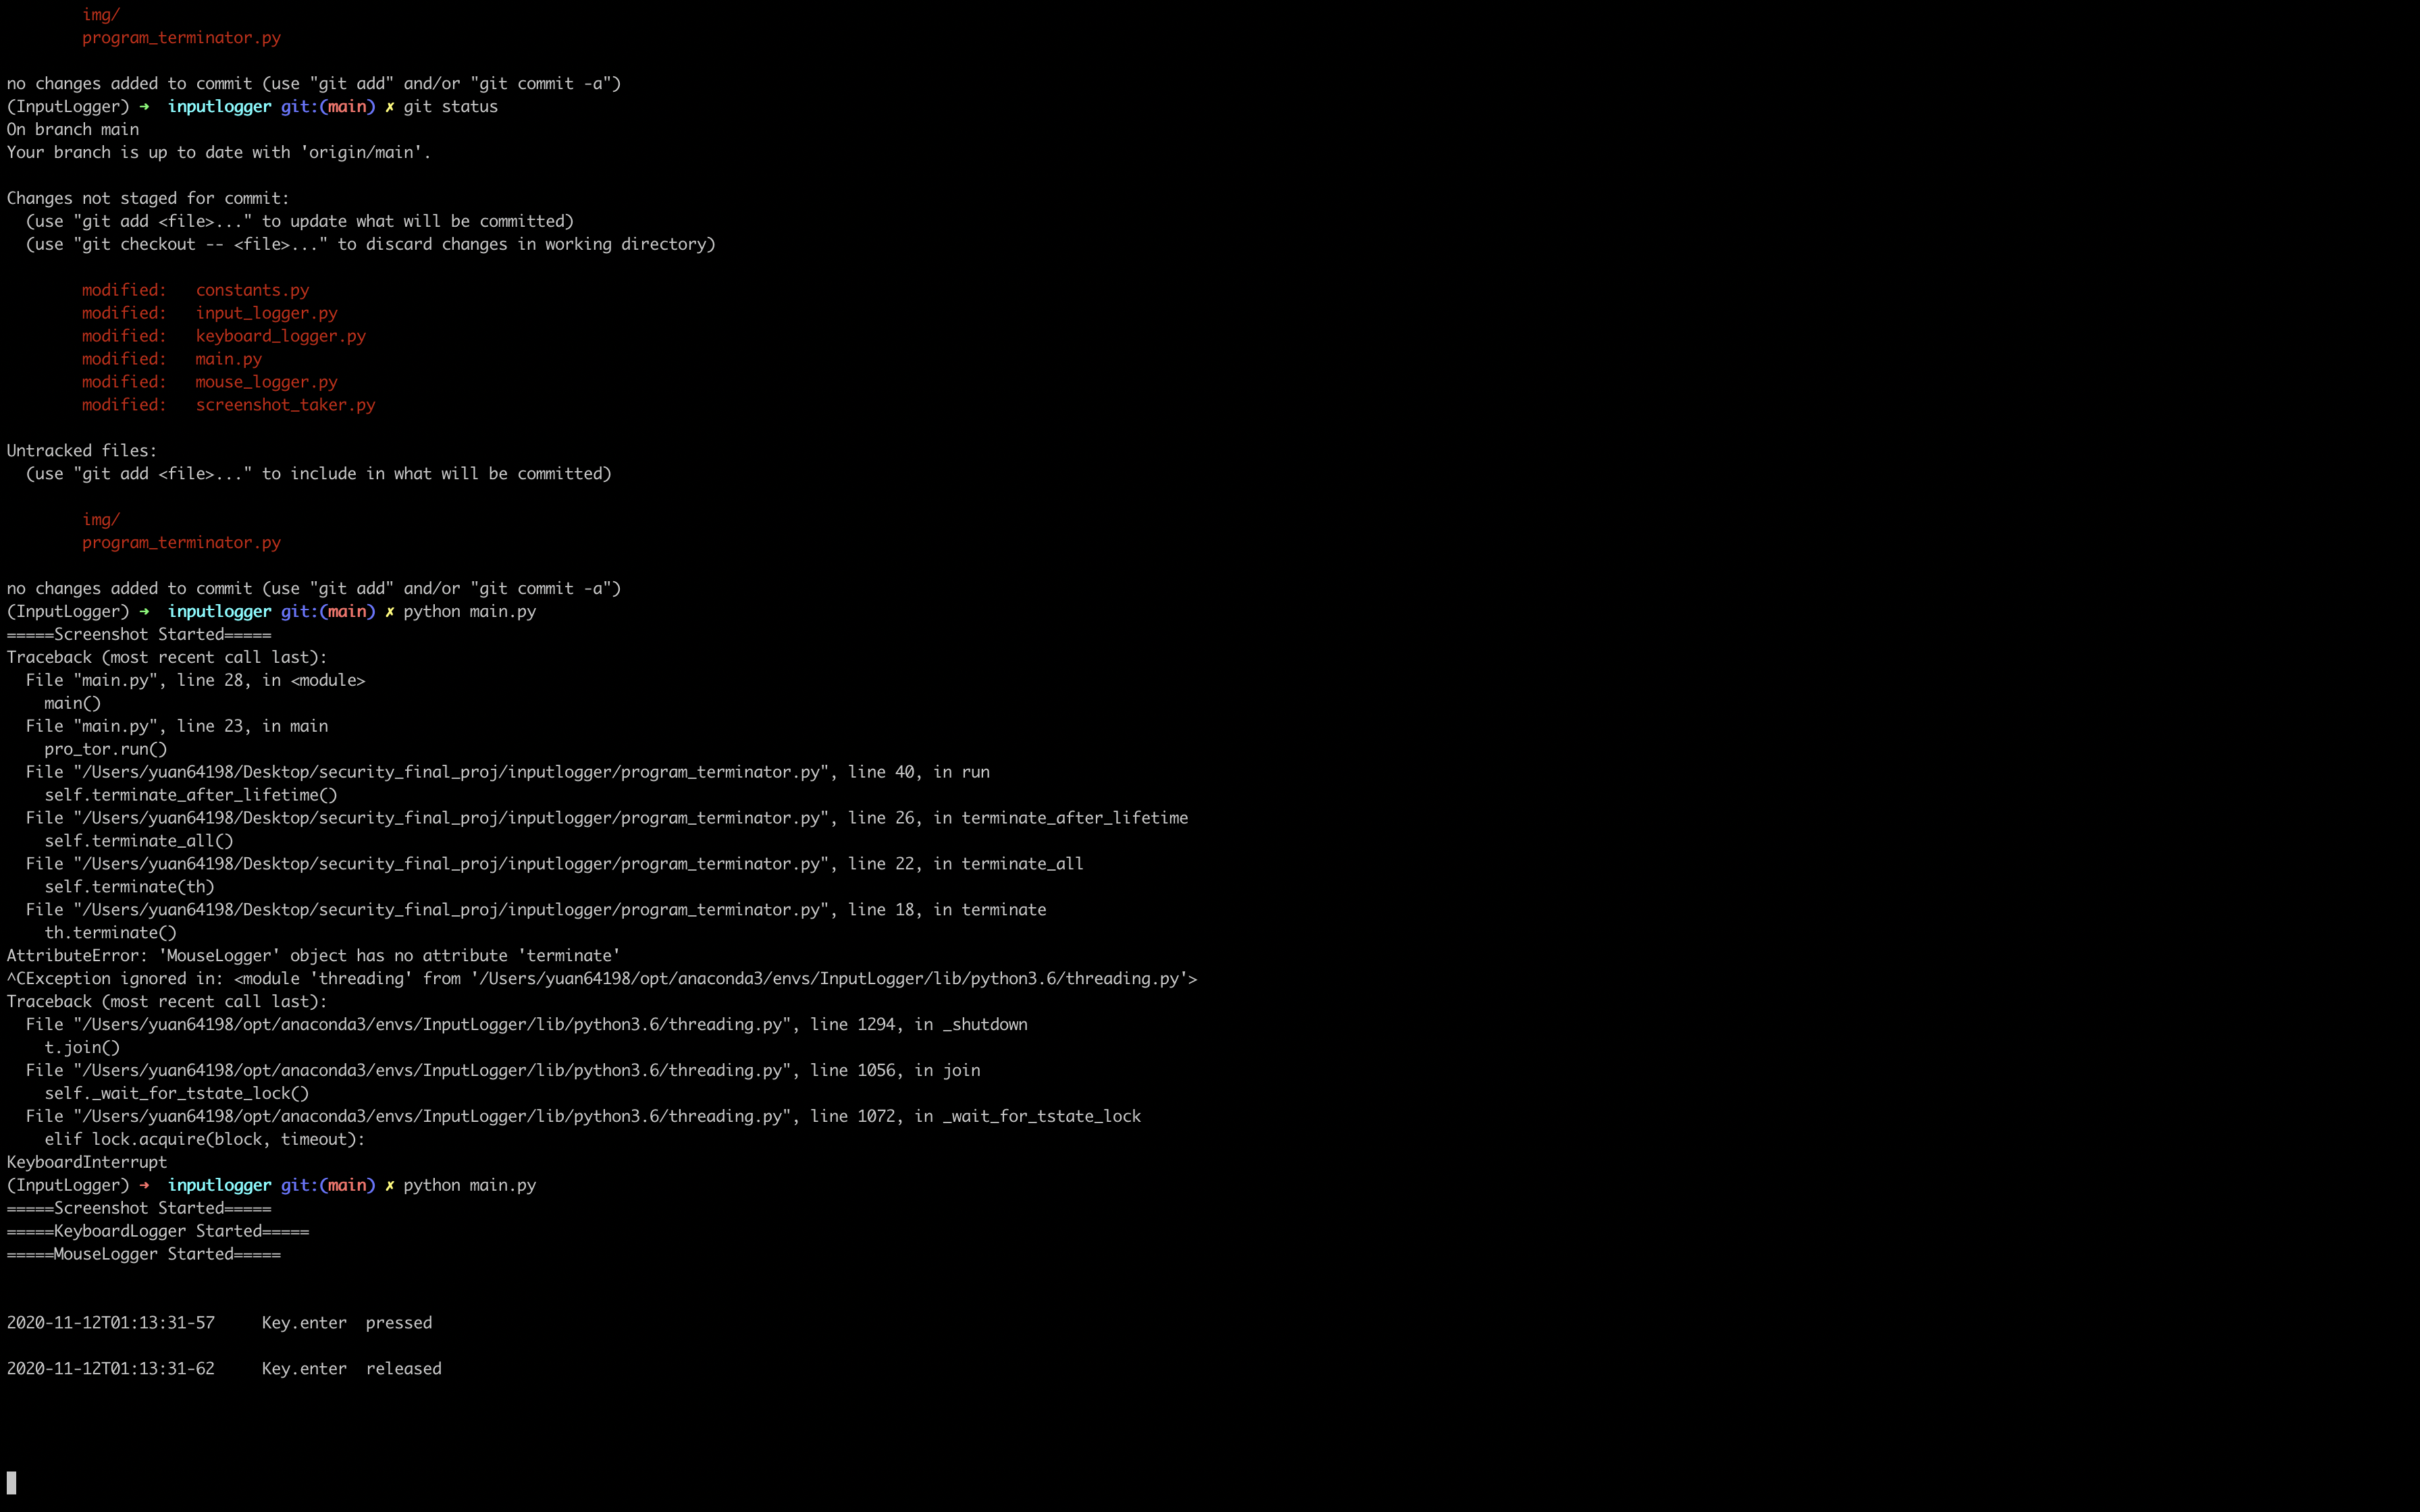 img/
program_terminator.py
no changes added to commit (use "git add" and/or "git commit -a")
(InputLogger) ➜  inputlogger git:(main) ✗ git status
On branch main
Your branch is up to date with 'origin/main'.
Changes not staged for commit:
  (use "git add <file>..." to update what will be committed)
  (use "git checkout -- <file>..." to discard changes in working directory)
        modified:   constants.py
        modified:   input_logger.py
        modified:   keyboard_logger.py
        modified:   main.py
        modified:   mouse_logger.py
        modified:   screenshot_taker.py
Untracked files:
  (use "git add <file>..." to include in what will be committed)
        img/
        program_terminator.py
no changes added to commit (use "git add" and/or "git commit -a")
(InputLogger) ➜  inputlogger git:(main) ✗ python main.py
=====Screenshot Started=====
Traceback (most recent call last):
  File "main.py", line 28, in <module>
    main()
  File "main.py", line 23, in main
    pro_tor.run()
  File "/Users/yuan64198/Desktop/security_final_proj/inputlogger/program_terminator.py", line 40, in run
    self.terminate_after_lifetime()
  File "/Users/yuan64198/Desktop/security_final_proj/inputlogger/program_terminator.py", line 26, in terminate_after_lifetime
    self.terminate_all()
  File "/Users/yuan64198/Desktop/security_final_proj/inputlogger/program_terminator.py", line 22, in terminate_all
    self.terminate(th)
  File "/Users/yuan64198/Desktop/security_final_proj/inputlogger/program_terminator.py", line 18, in terminate
    th.terminate()
AttributeError: 'MouseLogger' object has no attribute 'terminate'
^CException ignored in: <module 'threading' from '/Users/yuan64198/opt/anaconda3/envs/InputLogger/lib/python3.6/threading.py'>
Traceback (most recent call last):
  File "/Users/yuan64198/opt/anaconda3/envs/InputLogger/lib/python3.6/threading.py", line 1294, in _shutdown
    t.join()
  File "/Users/yuan64198/opt/anaconda3/envs/InputLogger/lib/python3.6/threading.py", line 1056, in join
    self._wait_for_tstate_lock()
  File "/Users/yuan64198/opt/anaconda3/envs/InputLogger/lib/python3.6/threading.py", line 1072, in _wait_for_tstate_lock
    elif lock.acquire(block, timeout):
KeyboardInterrupt
(InputLogger) ➜  inputlogger git:(main) ✗ python main.py
=====Screenshot Started=====
=====KeyboardLogger Started=====
=====MouseLogger Started=====
2020-11-12T01:13:31-57     Key.enter  pressed
2020-11-12T01:13:31-62     Key.enter  released